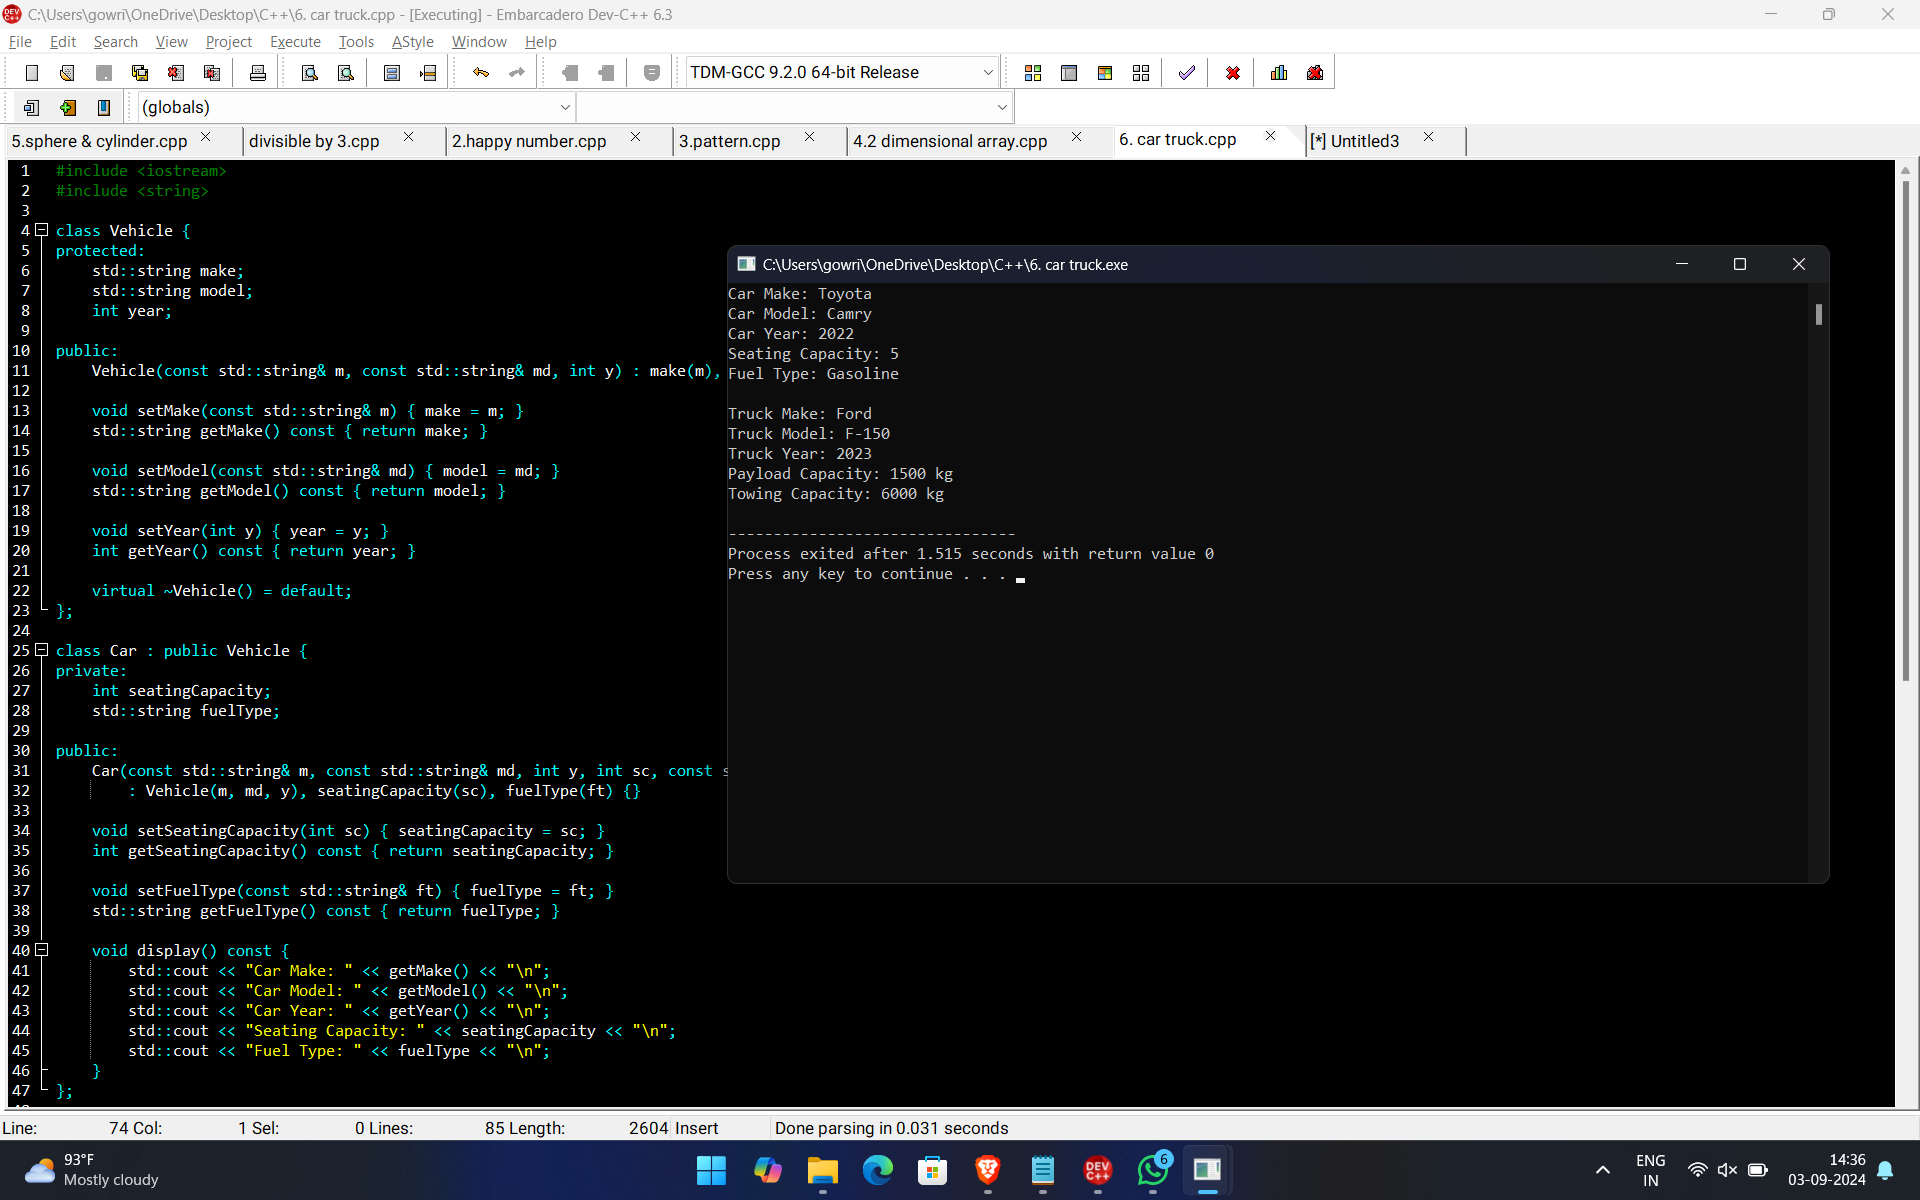 C:\Users\gowri\OneDrive\Desktop\C++\6. car truck.cpp - [Executing] - Embarcadero Dev-C++ 6.3
File Edit Search View Project Execute Tools AStyle Window Help
TDM-GCC 9.2.0 64-bit Release
(globals)
5.sphere & cylinder.cpp divisible by 3.cpp 2.happy number.cpp 3.pattern.cpp 4.2 dimensional array.cpp 6. car truck.cpp [*] Untitled3
1 #include <iostream>
2 #include <string>
3
4 class Vehicle {
5 protected:
6 std::string make;
7 std::string model;
8 int year;
9
10 public:
11 Vehicle(const std::string& m, const std::string& md, int y) : make(m),
12
13 void setMake(const std::string& m) { make = m; }
14 std::string getMake() const { return make; }
15
16 void setModel(const std::string& md) { model = md; }
17 std::string getModel() const { return model; }
18
19 void setYear(int y) { year = y; }
20 int getYear() const { return year; }
21
22 virtual ~Vehicle() = default;
23 };
24
25 class Car : public Vehicle {
26 private:
27 int seatingCapacity;
28 std::string fuelType;
29
30 public:
31 Car(const std::string& m, const std::string& md, int y, int sc, const s
32 : Vehicle(m, md, y), seatingCapacity(sc), fuelType(ft) {}
33
34 void setSeatingCapacity(int sc) { seatingCapacity = sc; }
35 int getSeatingCapacity() const { return seatingCapacity; }
36
37 void setFuelType(const std::string& ft) { fuelType = ft; }
38 std::string getFuelType() const { return fuelType; }
39
40 void display() const {
41 std::cout << "Car Make: " << getMake() << "\n";
42 std::cout << "Car Model: " << getModel() << "\n";
43 std::cout << "Car Year: " << getYear() << "\n";
44 std::cout << "Seating Capacity: " << seatingCapacity << "\n";
45 std::cout << "Fuel Type: " << fuelType << "\n";
46 }
47 };
C:\Users\gowri\OneDrive\Desktop\C++\6. car truck.exe
Car Make: Toyota
Car Model: Camry
Car Year: 2022
Seating Capacity: 5
Fuel Type: Gasoline
Truck Make: Ford
Truck Model: F-150
Truck Year: 2023
Payload Capacity: 1500 kg
Towing Capacity: 6000 kg
--------------------------------
Process exited after 1.515 seconds with return value 0
Press any key to continue . . .
Line: 74 Col: 1 Sel: 0 Lines: 85 Length: 2604 Insert Done parsing in 0.031 seconds
93°F
Mostly cloudy
DEV C++
6
ENG
IN
14:36
03-09-2024